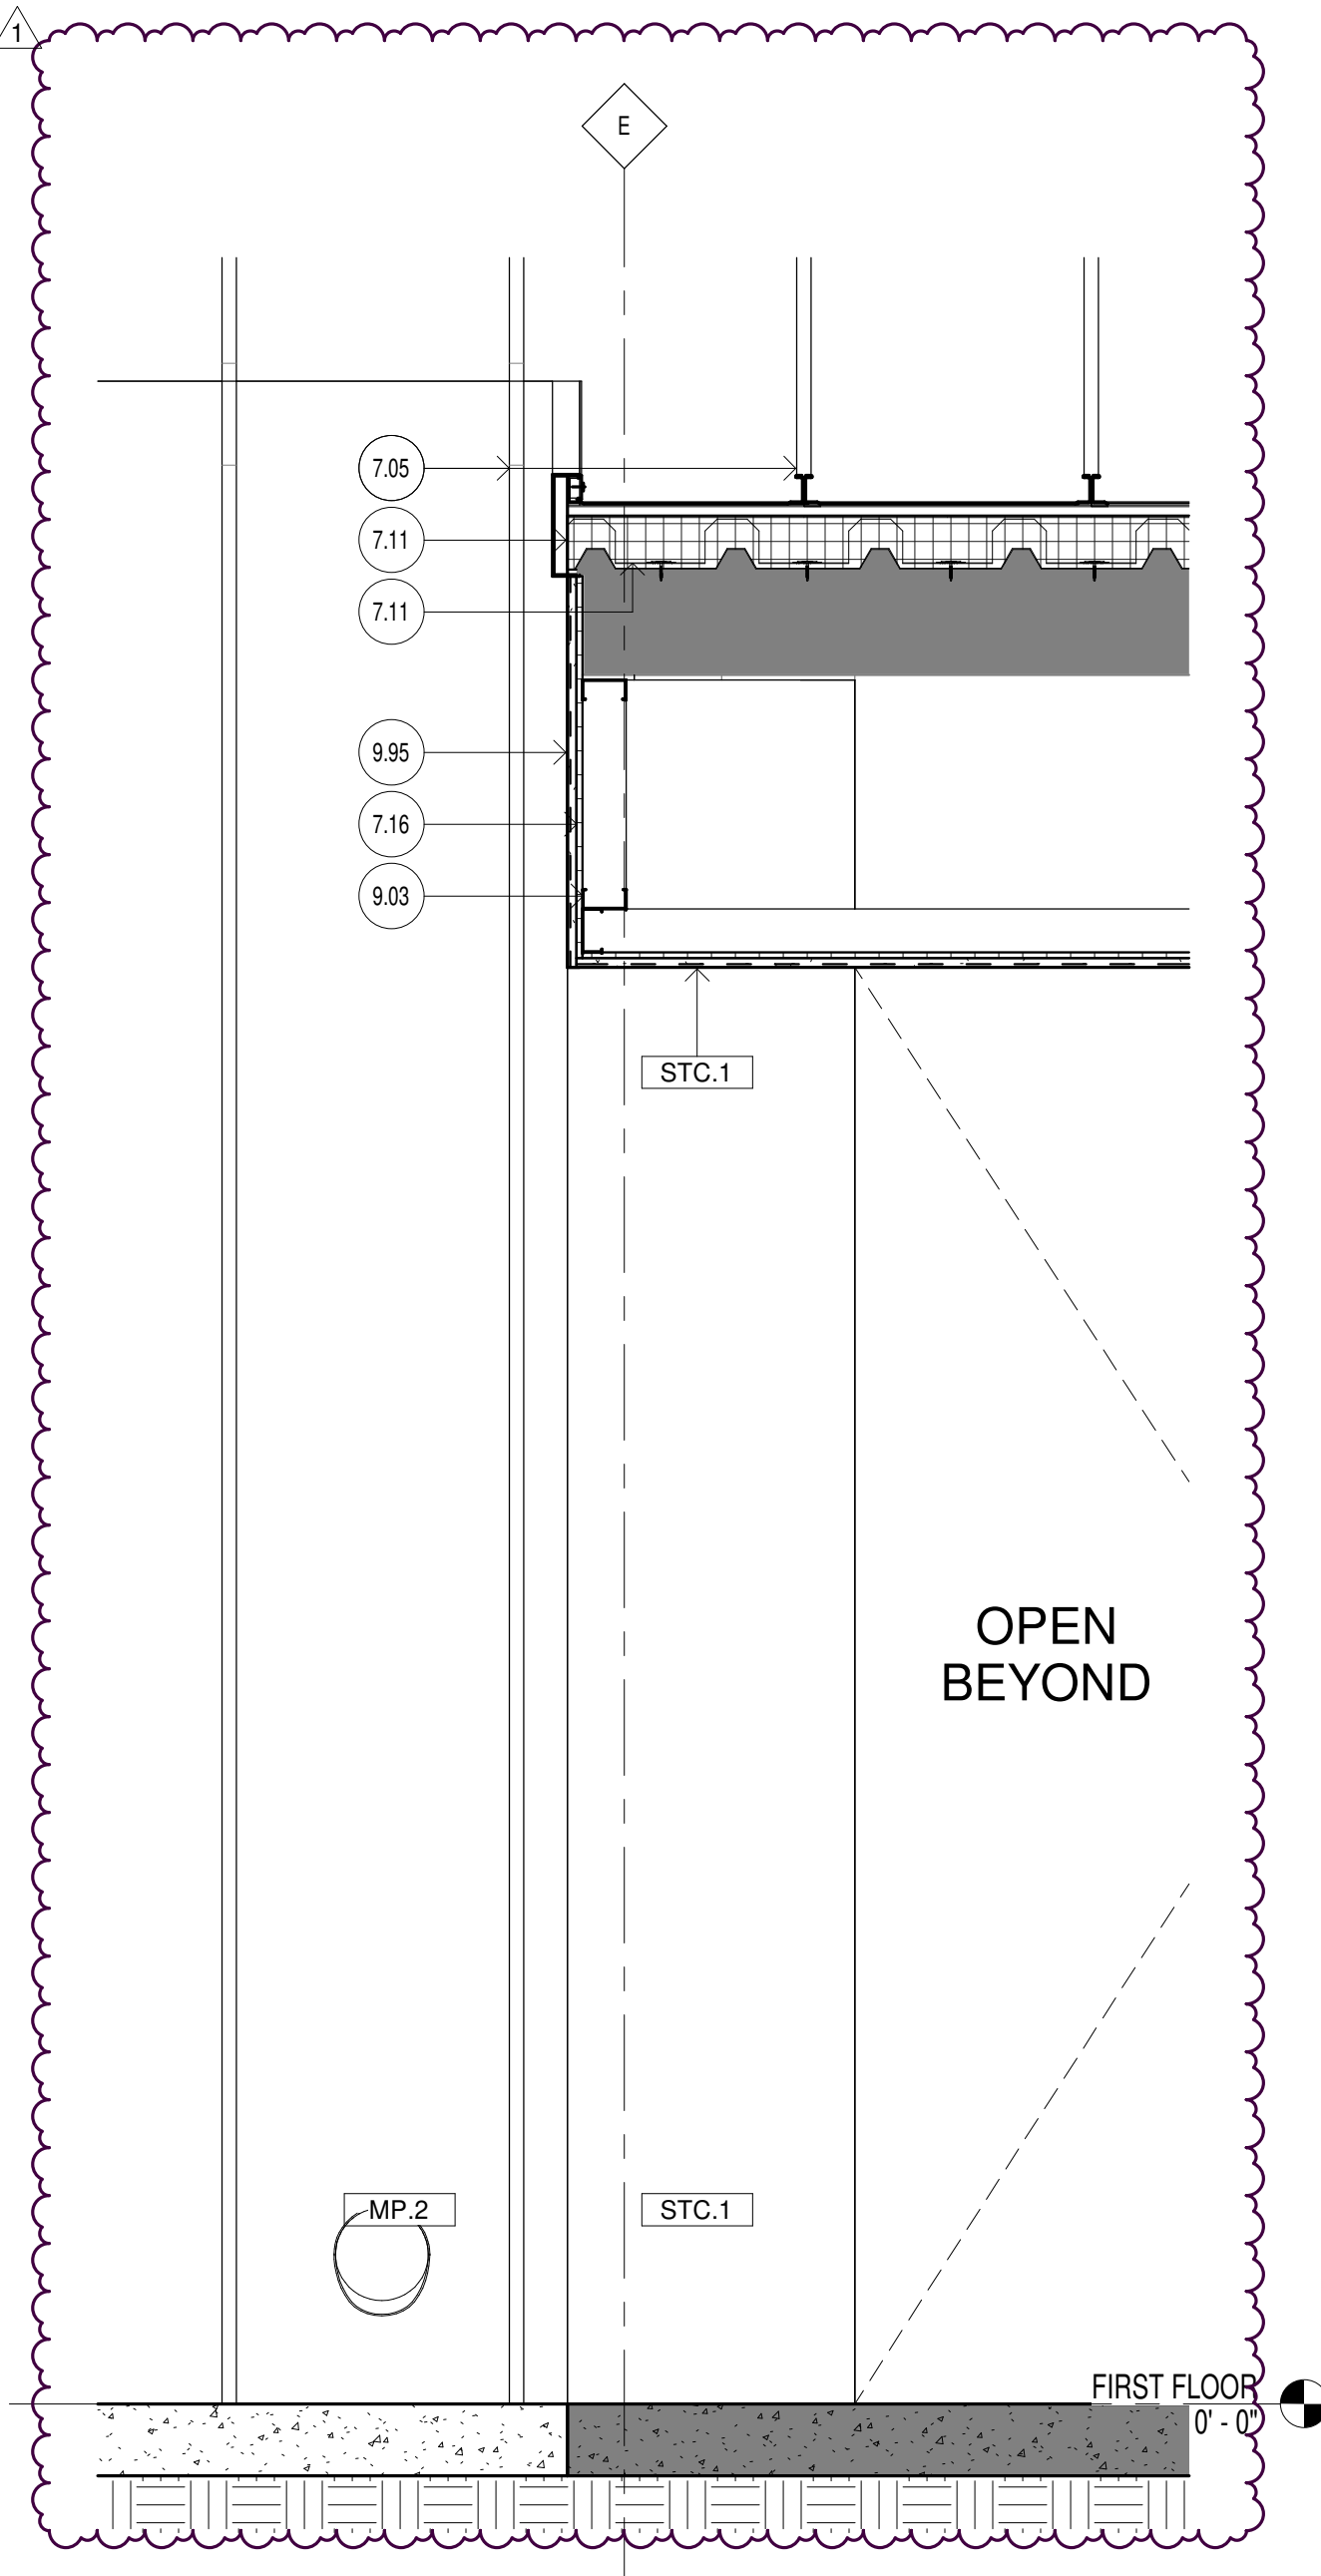 1
E
7.05
7.11
7.11
9.95
7.16
9.03
STC.1
OPEN
BEYOND
MP.2
STC.1
FIRST FLOOR
0' - 0"